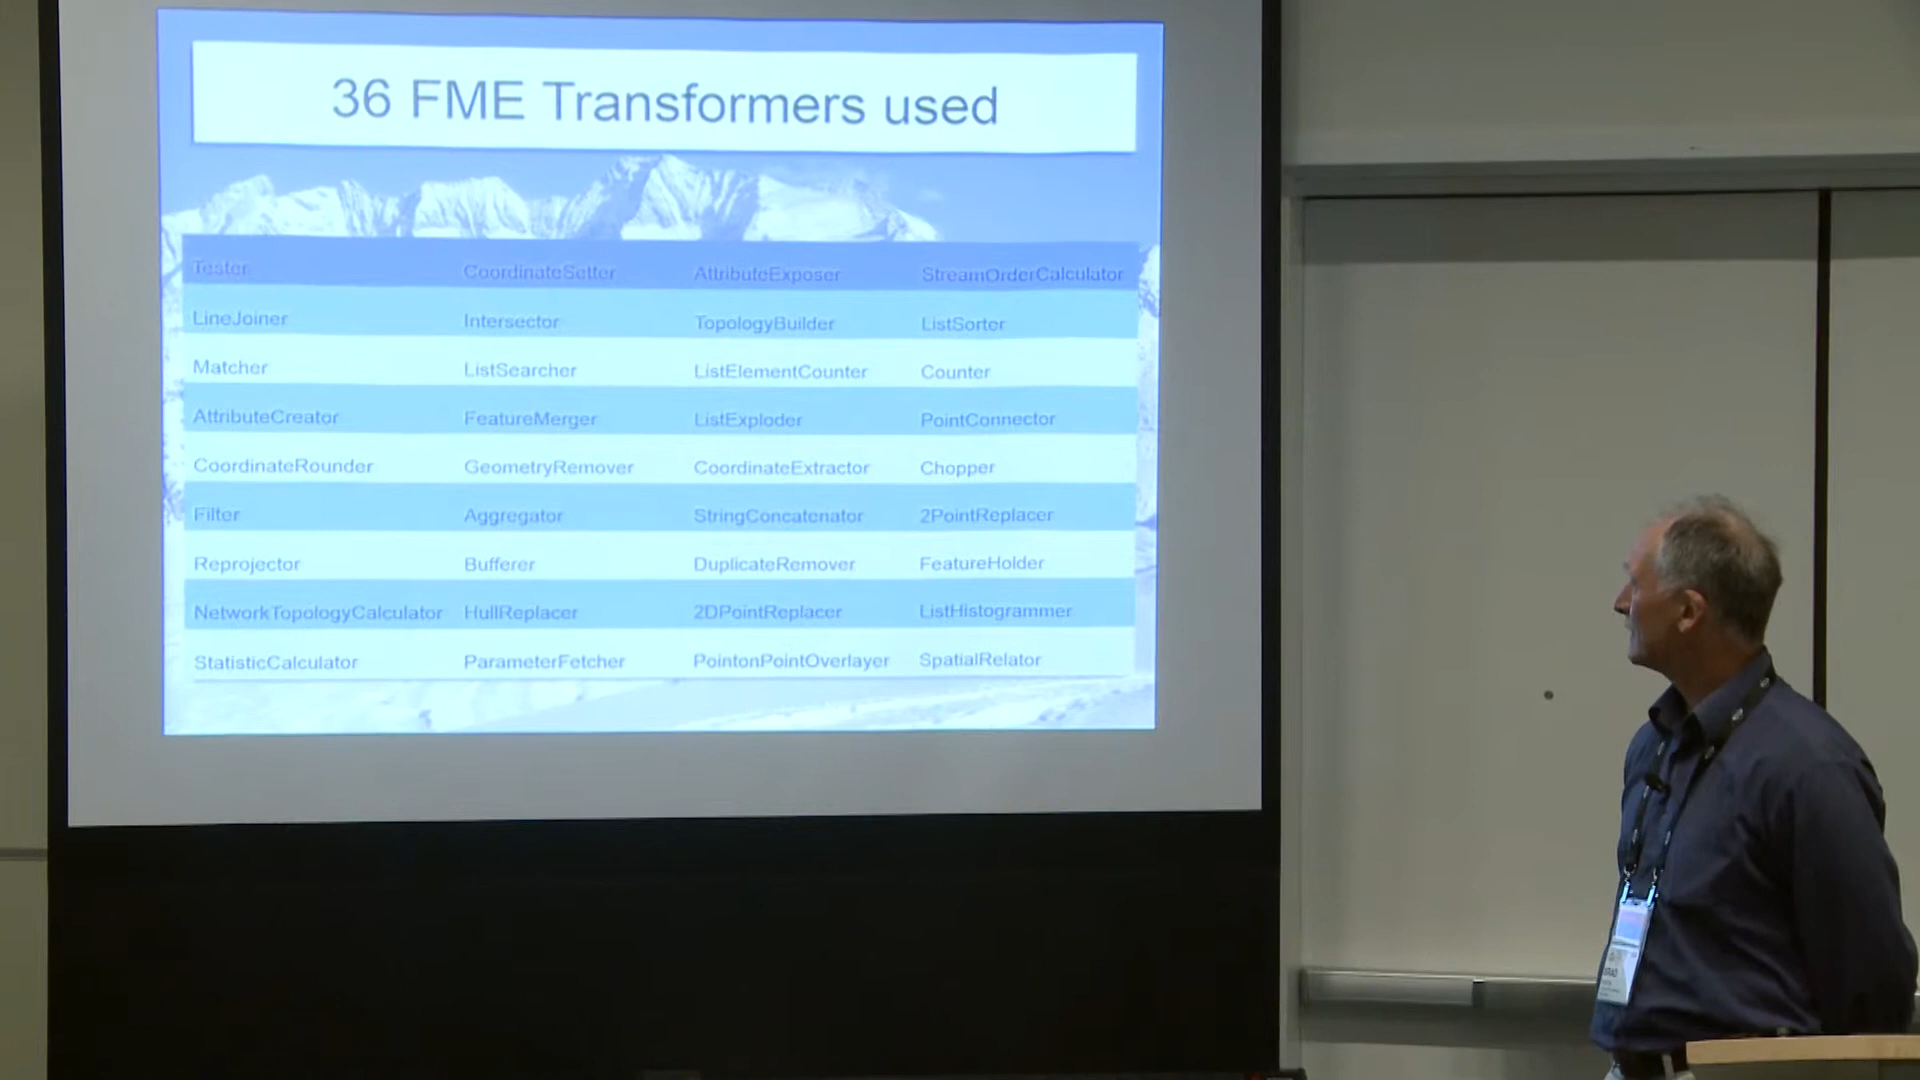 36 FME Transformers used
Tester CoordinateSetter AttributeExposer StreamOrderCalculator
LineJoiner Intersector TopologyBuilder ListSorter
Matcher ListSearcher ListElementCounter Counter
AttributeCreator FeatureMerger ListExploder PointConnector
CoordinateRounder GeometryRemover CoordinateExtractor Chopper
Filter Aggregator StringConcatenator 2PointReplacer
Reprojector Bufferer DuplicateRemover FeatureHolder
NetworkTopologyCalculator HullReplacer 2DPointReplacer ListHistogrammer
StatisticCalculator ParameterFetcher PointonPointOverlayer SpatialRelator